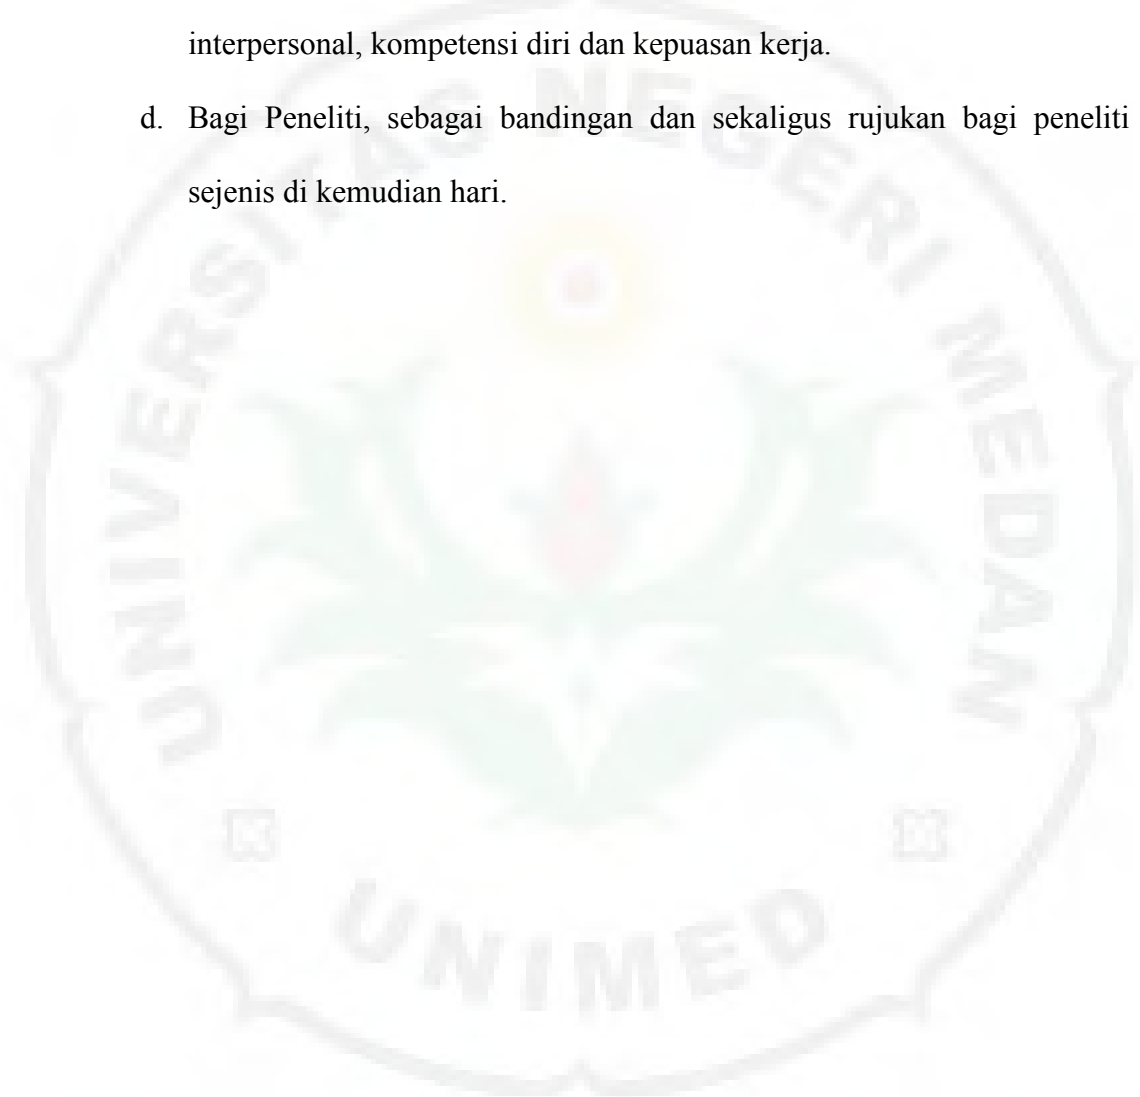 interpersonal, kompetensi diri dan kepuasan kerja.
d. Bagi Peneliti, sebagai bandingan dan sekaligus rujukan bagi peneliti
sejenis di kemudian hari.
UNIVERSITAS NEGERI MEDAN
UNIMED